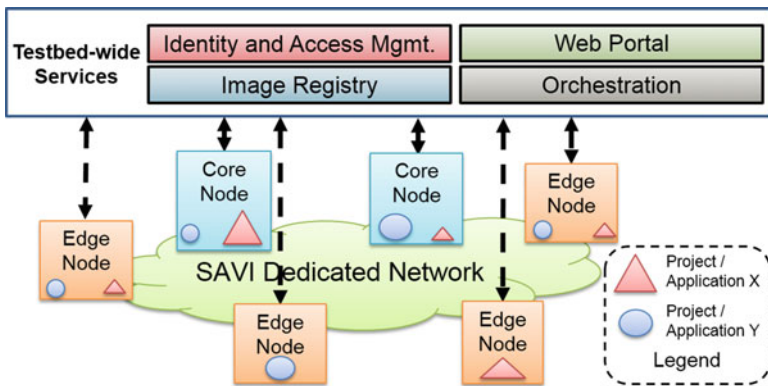 Testbed-wide
Services
Identity and Access Mgmt.
Web Portal
Image Registry
Orchestration
Core
Node
Core
Node
Edge
Node
Edge
Node
SAVI Dedicated Network
Edge
Node
Edge
Node
Project /
Application X
Project /
Application Y
Legend